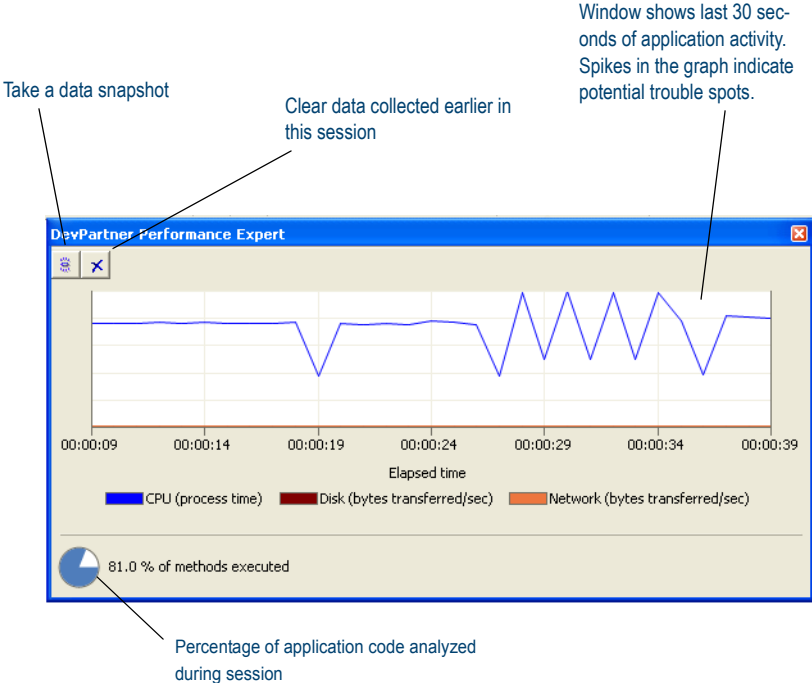 Window shows last 30 sec-
onds of application activity.
Spikes in the graph indicate
potential trouble spots.
Take a data snapshot
Clear data collected earlier in
this session
DevPartner Performance Expert
00:00:09 00:00:14 00:00:19 00:00:24 00:00:29 00:00:34 00:00:39
Elapsed time
CPU (process time) Disk (bytes transferred/sec) Network (bytes transferred/sec)
81.0 % of methods executed
Percentage of application code analyzed
during session